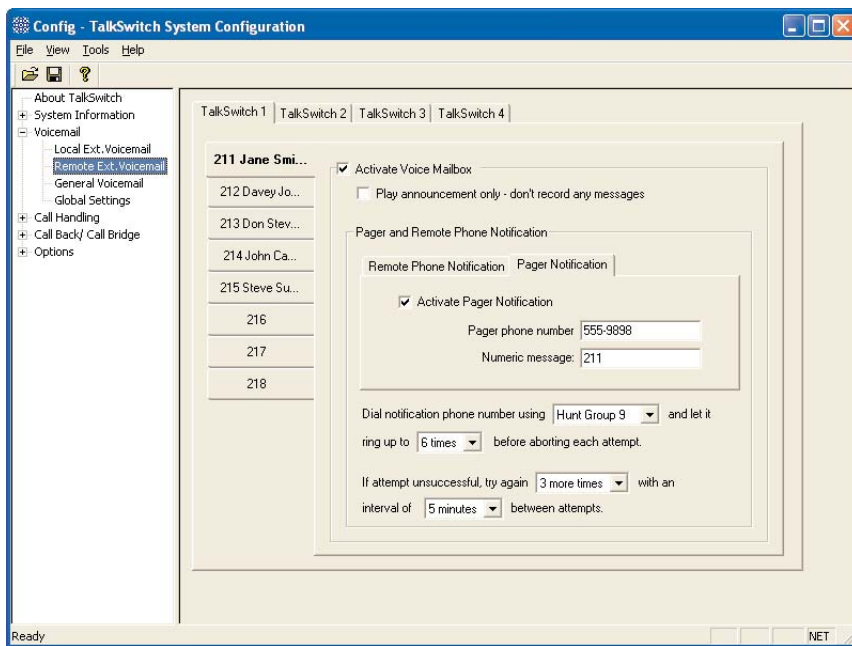 Config - TalkSwitch System Configuration
File View Tools Help
About TalkSwitch
System Information
Voicemail
Local Ext.Voicemail
Remote Ext.Voicemail
General Voicemail
Global Settings
Call Handling
Call Back/ Call Bridge
Options
TalkSwitch 1 TalkSwitch 2 TalkSwitch 3 TalkSwitch 4
211 Jane Smi...
212 Davey Jo...
213 Don Stev...
214 John Ca...
215 Steve Su...
216
217
218
Activate Voice Mailbox
Play announcement only - don't record any messages
Pager and Remote Phone Notification
Remote Phone Notification Pager Notification
Activate Pager Notification
Pager phone number 555-9898
Numeric message: 211
Dial notification phone number using Hunt Group 9 and let it
ring up to 6 times before aborting each attempt.
If attempt unsuccessful, try again 3 more times with an
interval of 5 minutes between attempts.
Ready NET